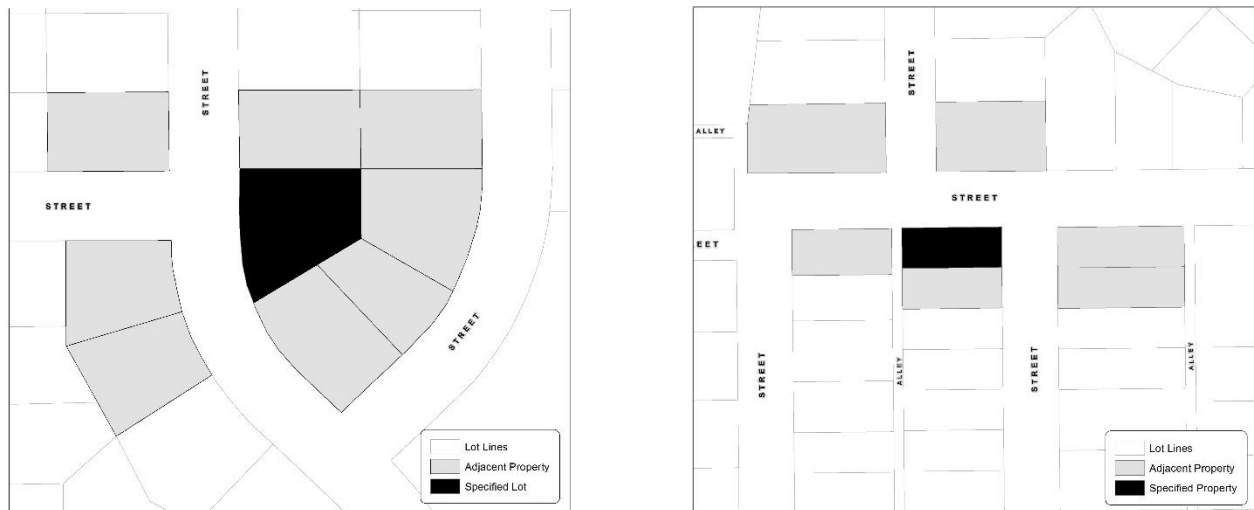 STREET
STREET
STREET
Lot Lines
Adjacent Property
Specified Lot
STREET
ALLEY
STREET
EET
STREET
ALLEY
STREET
ALLEY
Lot Lines
Adjacent Property
Specified Property